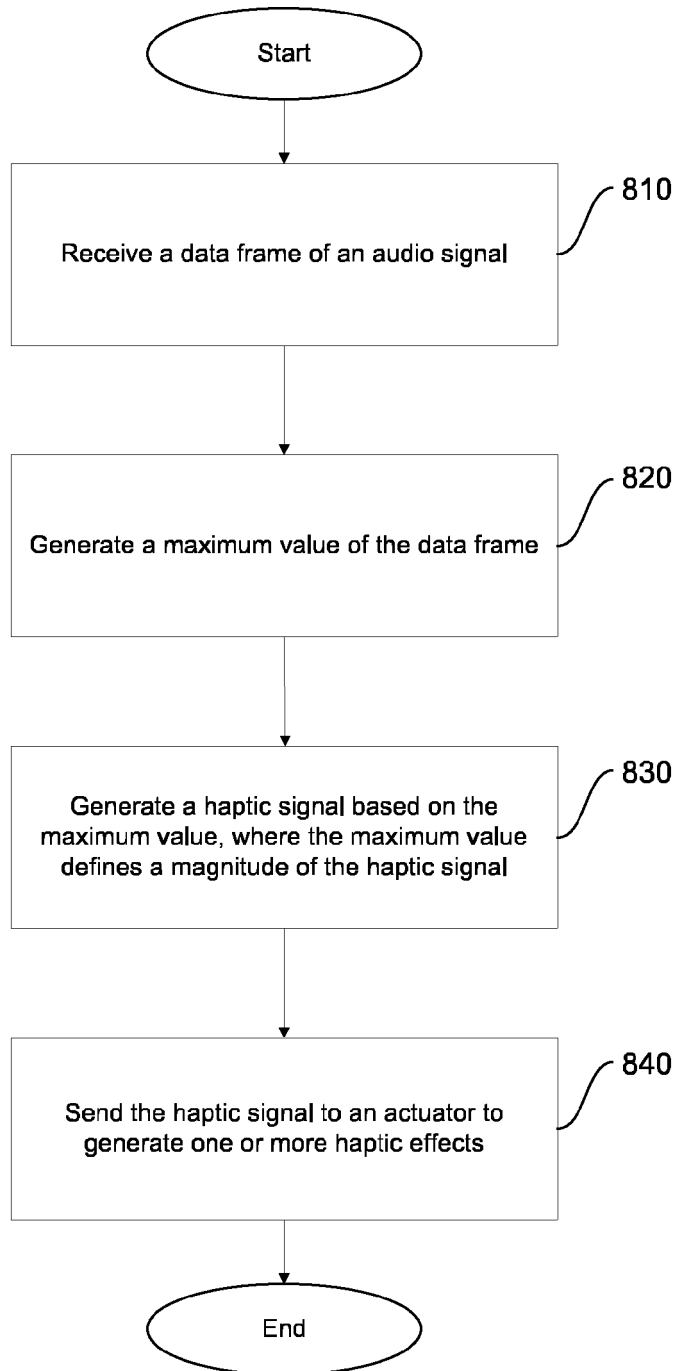 Start
810
Receive a data frame of an audio signal
820
Generate a maximum value of the data frame
830
Generate a haptic signal based on the
maximum value, where the maximum value
defines a magnitude of the haptic signal
840
Send the haptic signal to an actuator to
generate one or more haptic effects
End